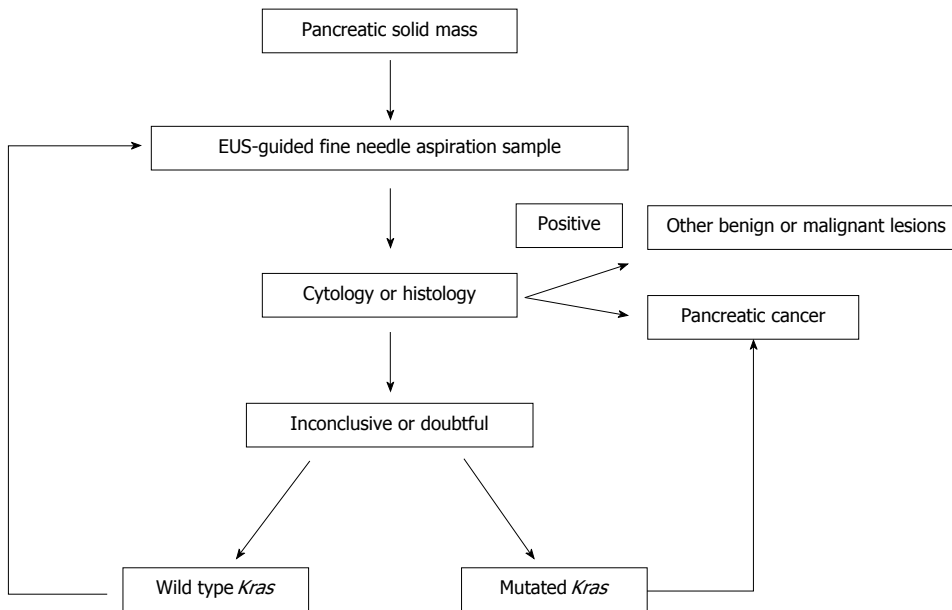 Pancreatic solid mass
EUS-guided fine needle aspiration sample
Positive
Other benign or malignant lesions
Cytology or histology
Pancreatic cancer
Inconclusive or doubtful
Wild type Kras
Mutated Kras